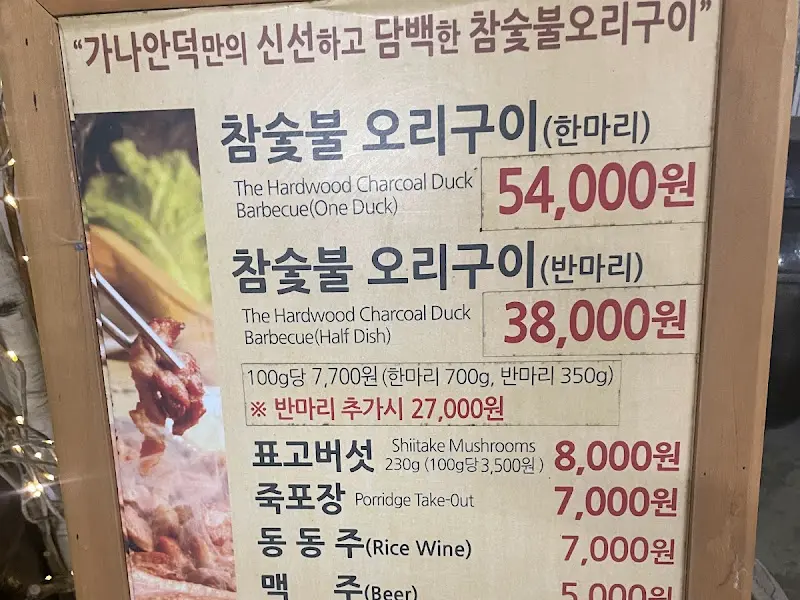 “가나안덕만의 신선하고 담백한 참숯불오리구이”
참숯불 오리구이(한마리)
The Hardwood Charcoal Duck
Barbecue(One Duck)
54,000원
참숯불 오리구이(반마리)
The Hardwood Charcoal Duck
Barbecue(Half Dish)
38,000원
100g당 7,700원 (한마리 700g, 반마리 350g)
※ 반마리 추가시 27,000원
표고버섯 Shiitake Mushrooms 8,000원
230g (100g당3,500원)
죽포장 Porridge Take-Out 7,000원
동동주(Rice Wine) 7,000원
맥 주(Beer) 5,000원